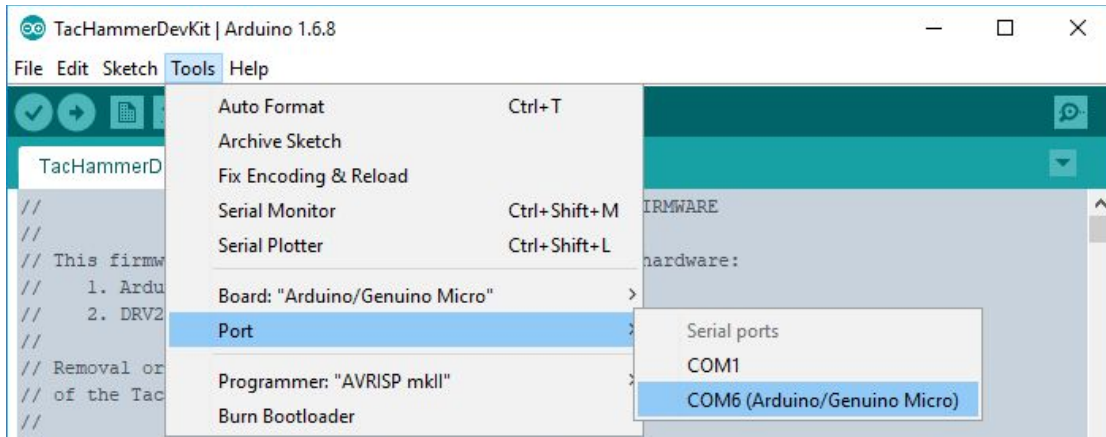 TacHammerDevKit | Arduino 1.6.8
File Edit Sketch Tools Help
TacHammerD
Auto Format Ctrl+T
Archive Sketch
Fix Encoding & Reload
Serial Monitor Ctrl+Shift+M
Serial Plotter Ctrl+Shift+L
Board: "Arduino/Genuino Micro"
Port
Programmer: "AVRISP mkII"
Burn Bootloader
Serial ports
COM1
COM6 (Arduino/Genuino Micro)
// IRMWARE
//
// This firmw hardware:
// 1. Ardu
// 2. DRV2
//
// Removal or
// of the Tac
//